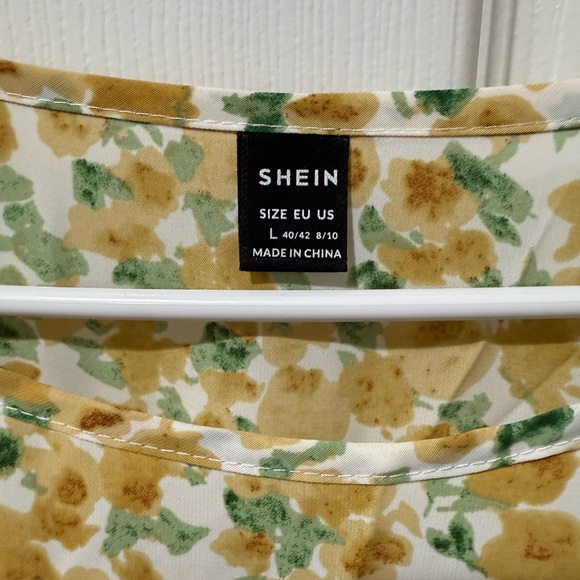 SHEIN
SIZE EU US
L 40/42 8/10
MADE IN CHINA